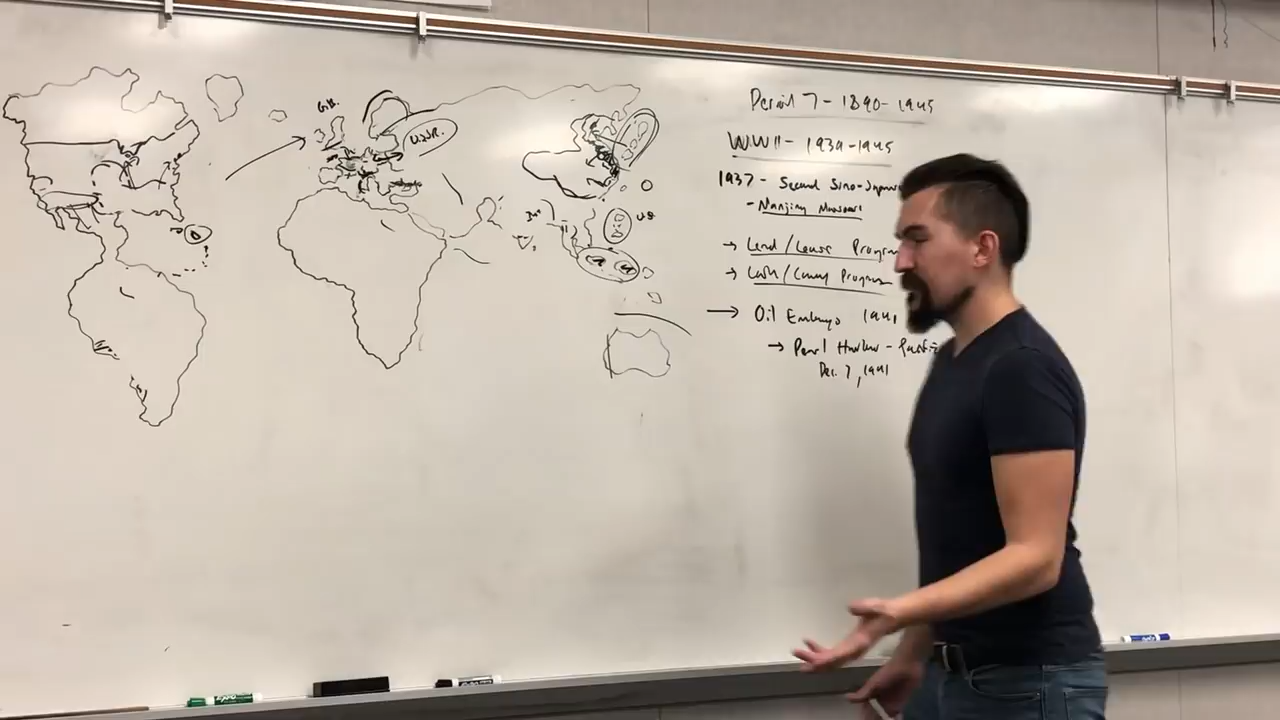 G.B.
U.S.S.R.
U.S.
Period 7 - 1890 - 1945
WWII - 1939 - 1945
1937 - Second Sino-Japane
- Nanjing Massacre
→ Lend/Lease Program
→ Cash/Carry Program
→ Oil Embargo 1941
→ Pearl Harbor - Pacific
Dec. 7, 1941